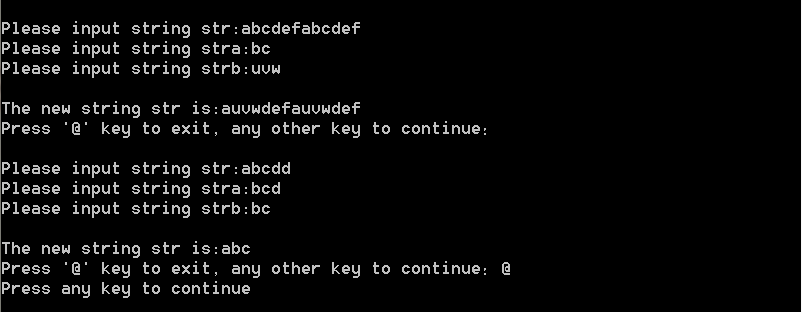 Please input string str:abcdefabcdef
Please input string stra:bc
Please input string strb:uvw
The new string str is:auvwdefauvwdef
Press '@' key to exit, any other key to continue:
Please input string str:abcdd
Please input string stra:bcd
Please input string strb:bc
The new string str is:abc
Press '@' key to exit, any other key to continue: @
Press any key to continue